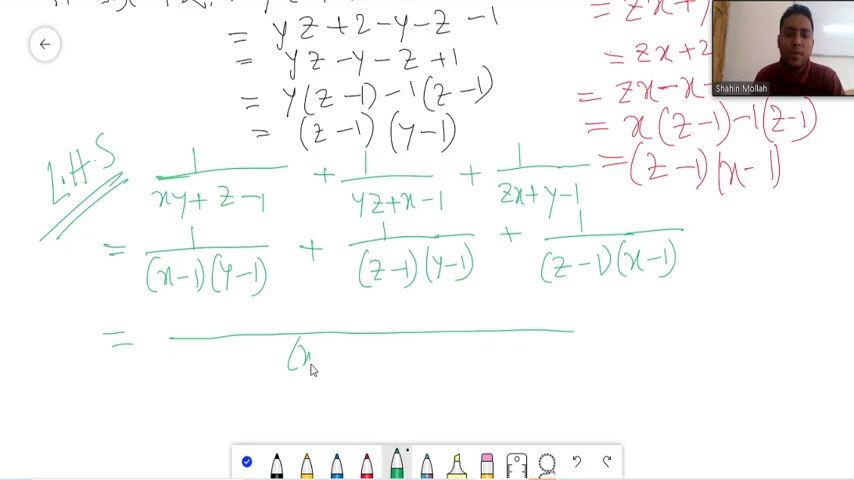 = yz + 2 - y - z - 1
= yz - y - z + 1
= y(z-1) - 1(z-1)
= (z-1)(y-1)
= zx + 2
= zx - x -
= x(z-1) - 1(z-1)
= (z-1)(x-1)
Shahin Mollah
L.H.S
1/(xy + z - 1) + 1/(yz + x - 1) + 1/(zx + y - 1)
= 1/((x-1)(y-1)) + 1/((z-1)(y-1)) + 1/((z-1)(x-1))
= /(x